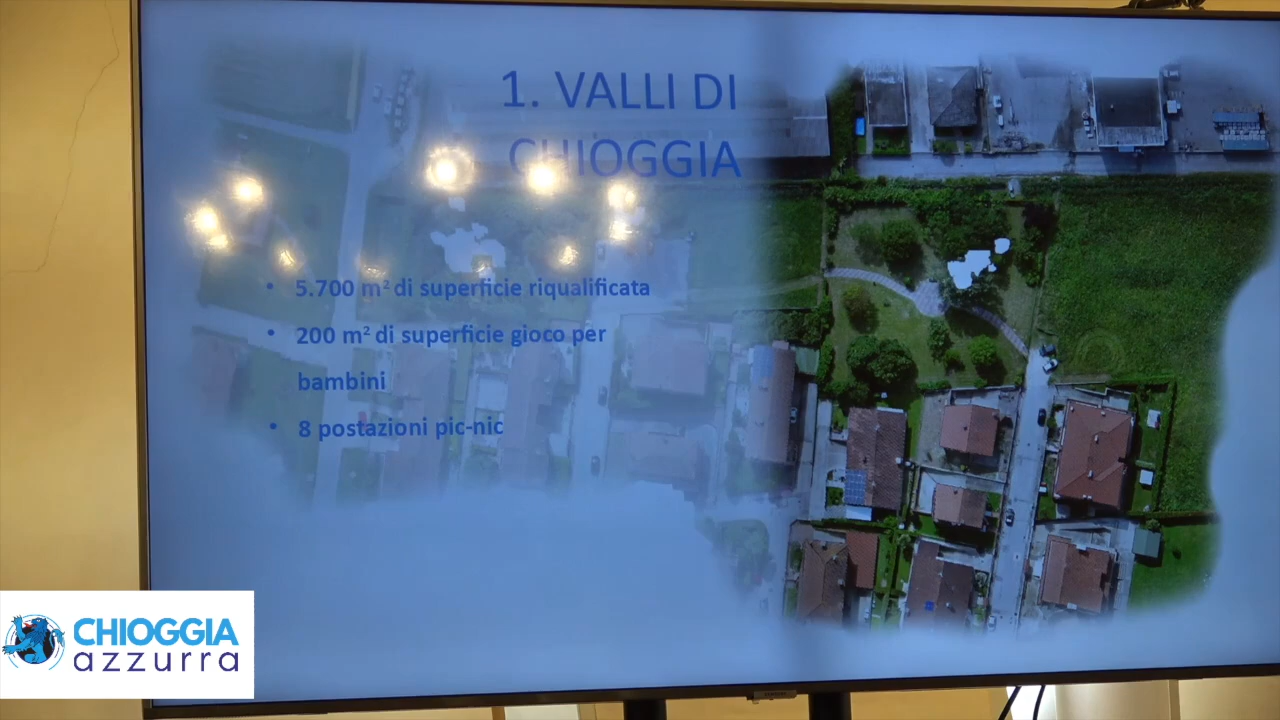 1. VALLI DI
CHIOGGIA
• 5.700 m² di superficie riqualificata
• 200 m² di superficie gioco per
bambini
• 8 postazioni pic-nic
CHIOGGIA
azzurra